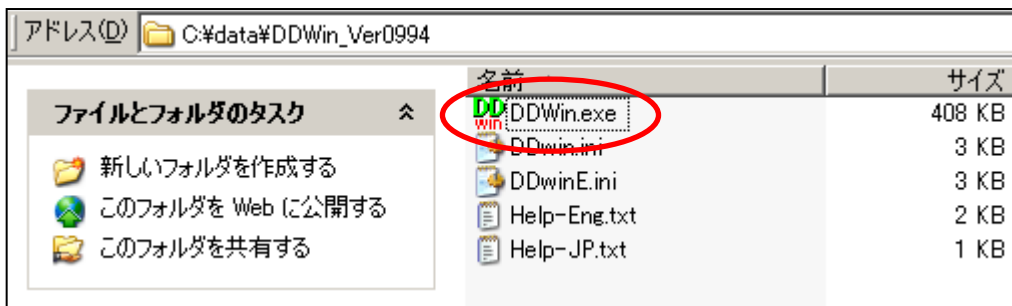 アドレス(D) C:¥data¥DDWin_Ver0994
名前 サイズ
ファイルとフォルダのタスク
新しいフォルダを作成する
このフォルダを Web に公開する
このフォルダを共有する
DD
Win
DDWin.exe 408 KB
DDwin.ini 3 KB
DDwinE.ini 3 KB
Help-Eng.txt 2 KB
Help-JP.txt 1 KB